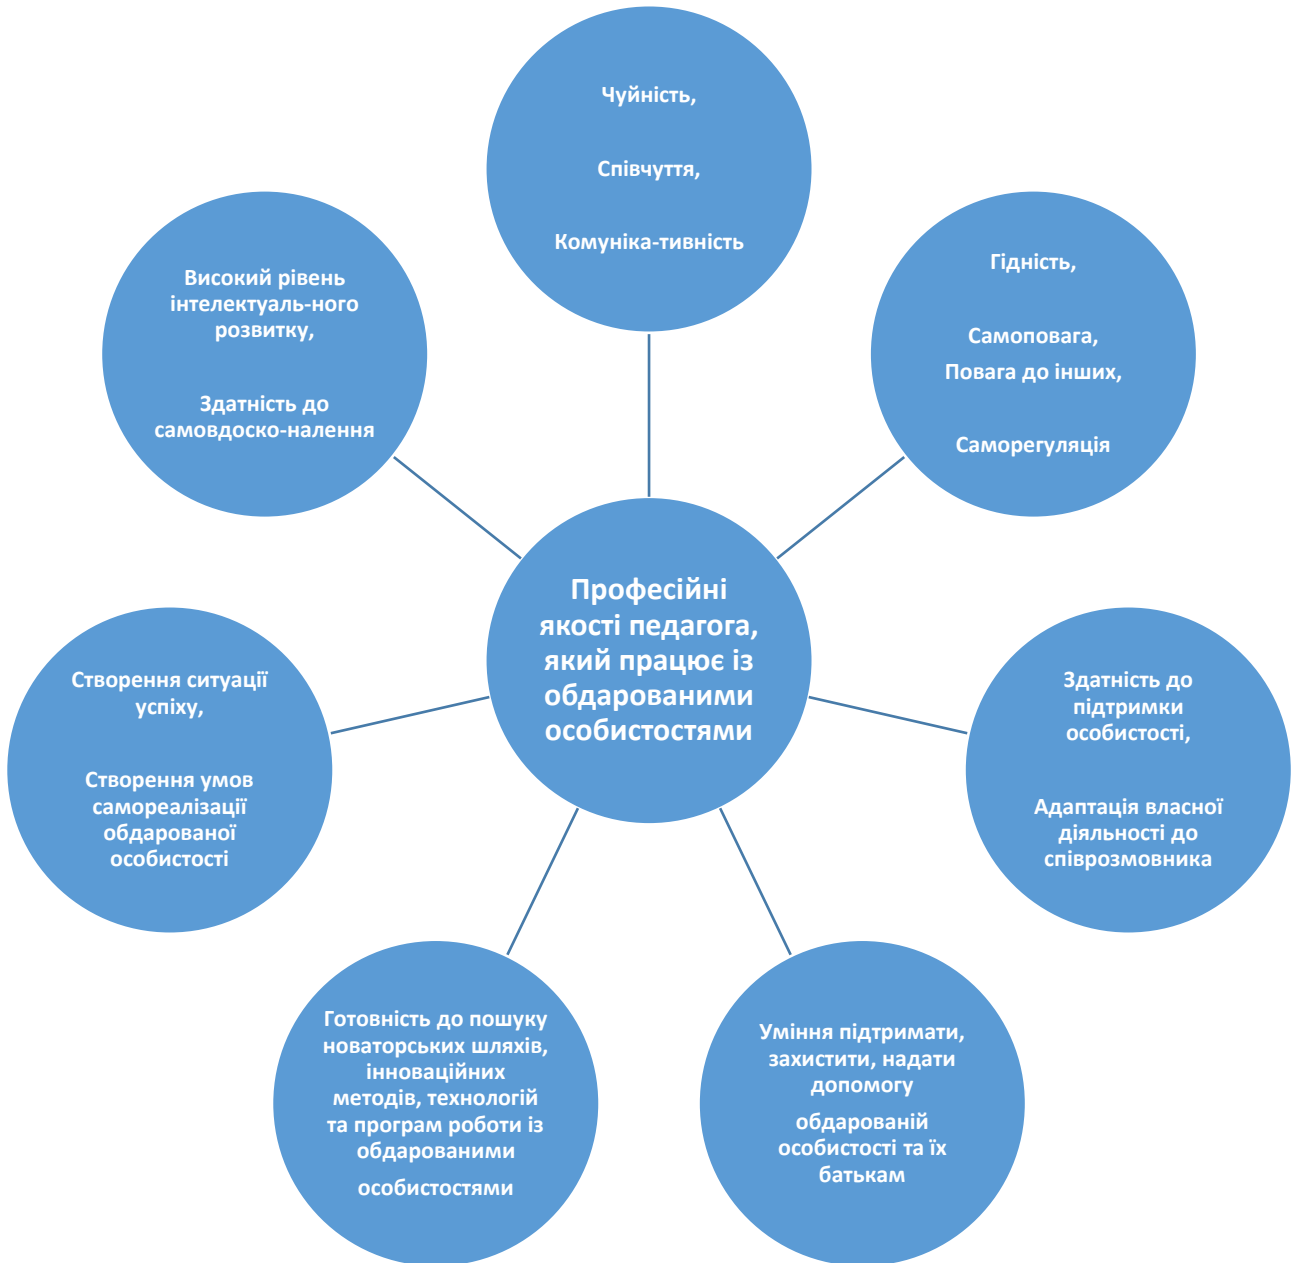 Чуйність,
Співчуття,
Комуніка-тивність
Гідність,
Самоповага,
Повага до інших,
Саморегуляція
Здатність до
підтримки
особистості,
Адаптація власної
діяльності до
співрозмовника
Уміння підтримати,
захистити, надати
допомогу
обдарованій
особистості та їх
батькам
Готовність до пошуку
новаторських шляхів,
інноваційних
методів, технологій
та програм роботи із
обдарованими
особистостями
Створення ситуації
успіху,
Створення умов
самореалізації
обдарованої
особистості
Високий рівень
інтелектуаль-ного
розвитку,
Здатність до
самовдоско-налення
Професійні
якості педагога,
який працює із
обдарованими
особистостями